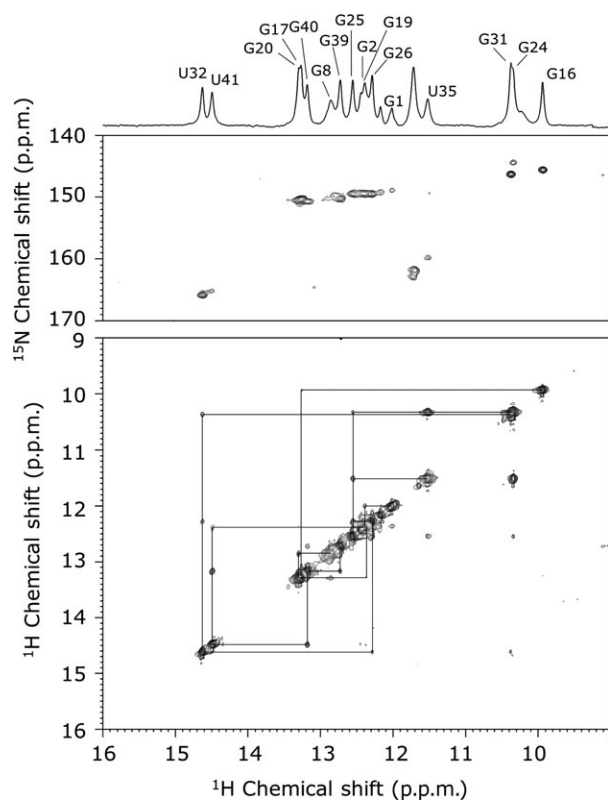 G25
G17 G40 G19
G20 G39 G2 G31
G8 G26 G24
U32 U41 G16
G1 U35
140
150
160
170
¹⁵N Chemical shift (p.p.m.)
9
10
11
12
13
14
15
16
¹H Chemical shift (p.p.m.)
16 15 14 13 12 11 10
¹H Chemical shift (p.p.m.)